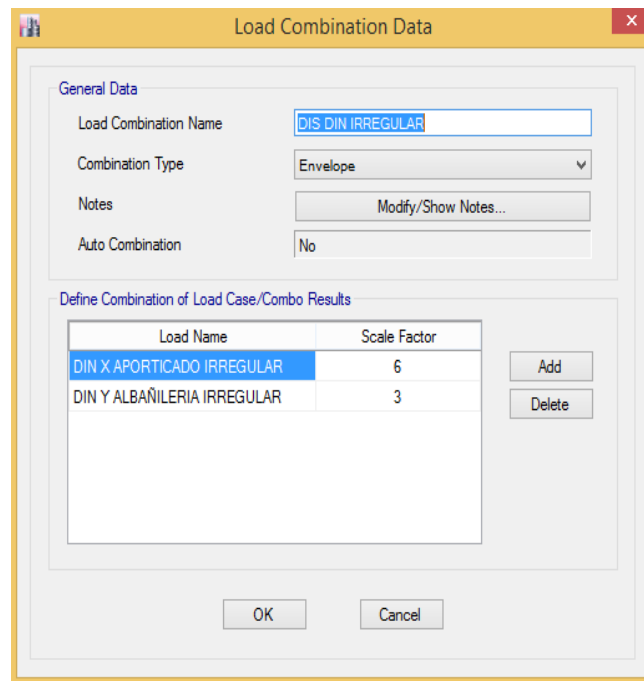 Load Combination Data
x
General Data
Load Combination Name DIS DIN IRREGULAR
Combination Type Envelope
Notes Modify/Show Notes...
Auto Combination No
Define Combination of Load Case/Combo Results
Load Name Scale Factor
DIN X APORTICADO IRREGULAR 6 Add
DIN Y ALBAÑILERIA IRREGULAR 3 Delete
OK Cancel